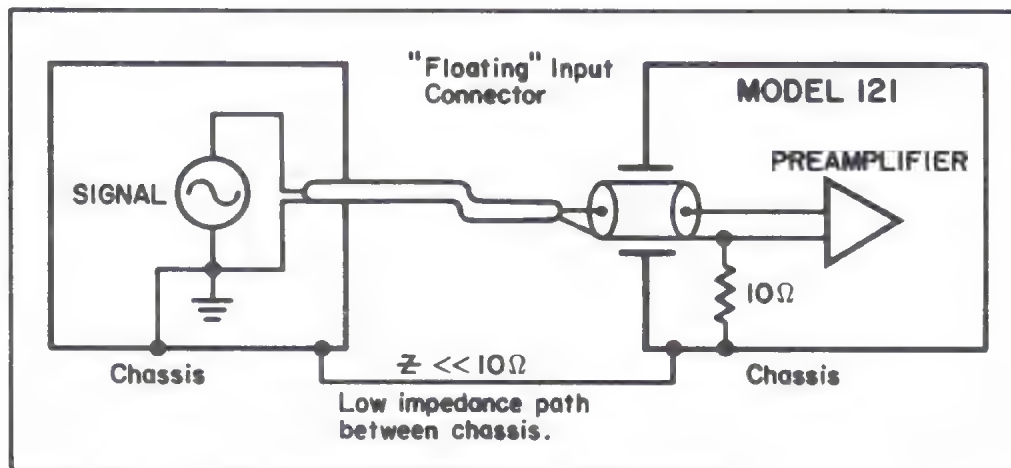 "Floating" Input
Connector
MODEL 121
PREAMPLIFIER
SIGNAL
10Ω
Chassis
Z << 10Ω
Chassis
Low impedance path
between chassis.